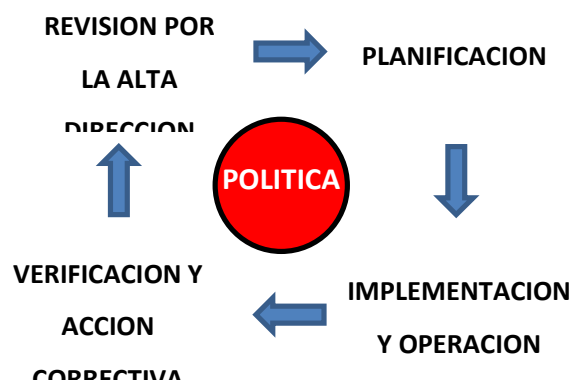 REVISION POR
LA ALTA
DIRECCION
PLANIFICACION
POLITICA
VERIFICACION Y
ACCION
CORRECTIVA
IMPLEMENTACION
Y OPERACION